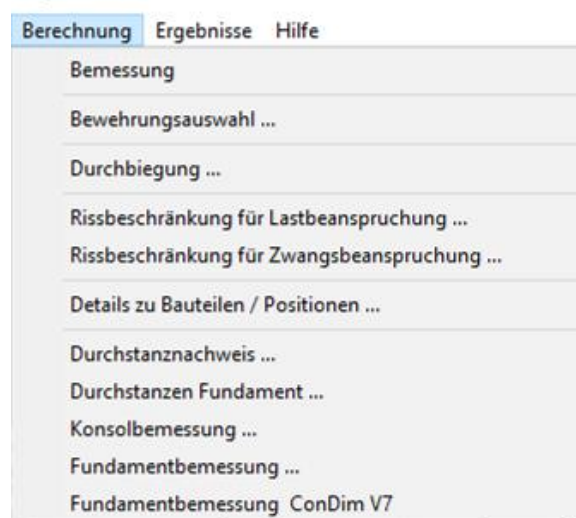 Berechnung Ergebnisse Hilfe
Bemessung
Bewehrungsauswahl ...
Durchbiegung ...
Rissbeschränkung für Lastbeanspruchung ...
Rissbeschränkung für Zwangsbeanspruchung ...
Details zu Bauteilen / Positionen ...
Durchstanznachweis ...
Durchstanzen Fundament ...
Konsolbemessung ...
Fundamentbemessung ...
Fundamentbemessung ConDim V7